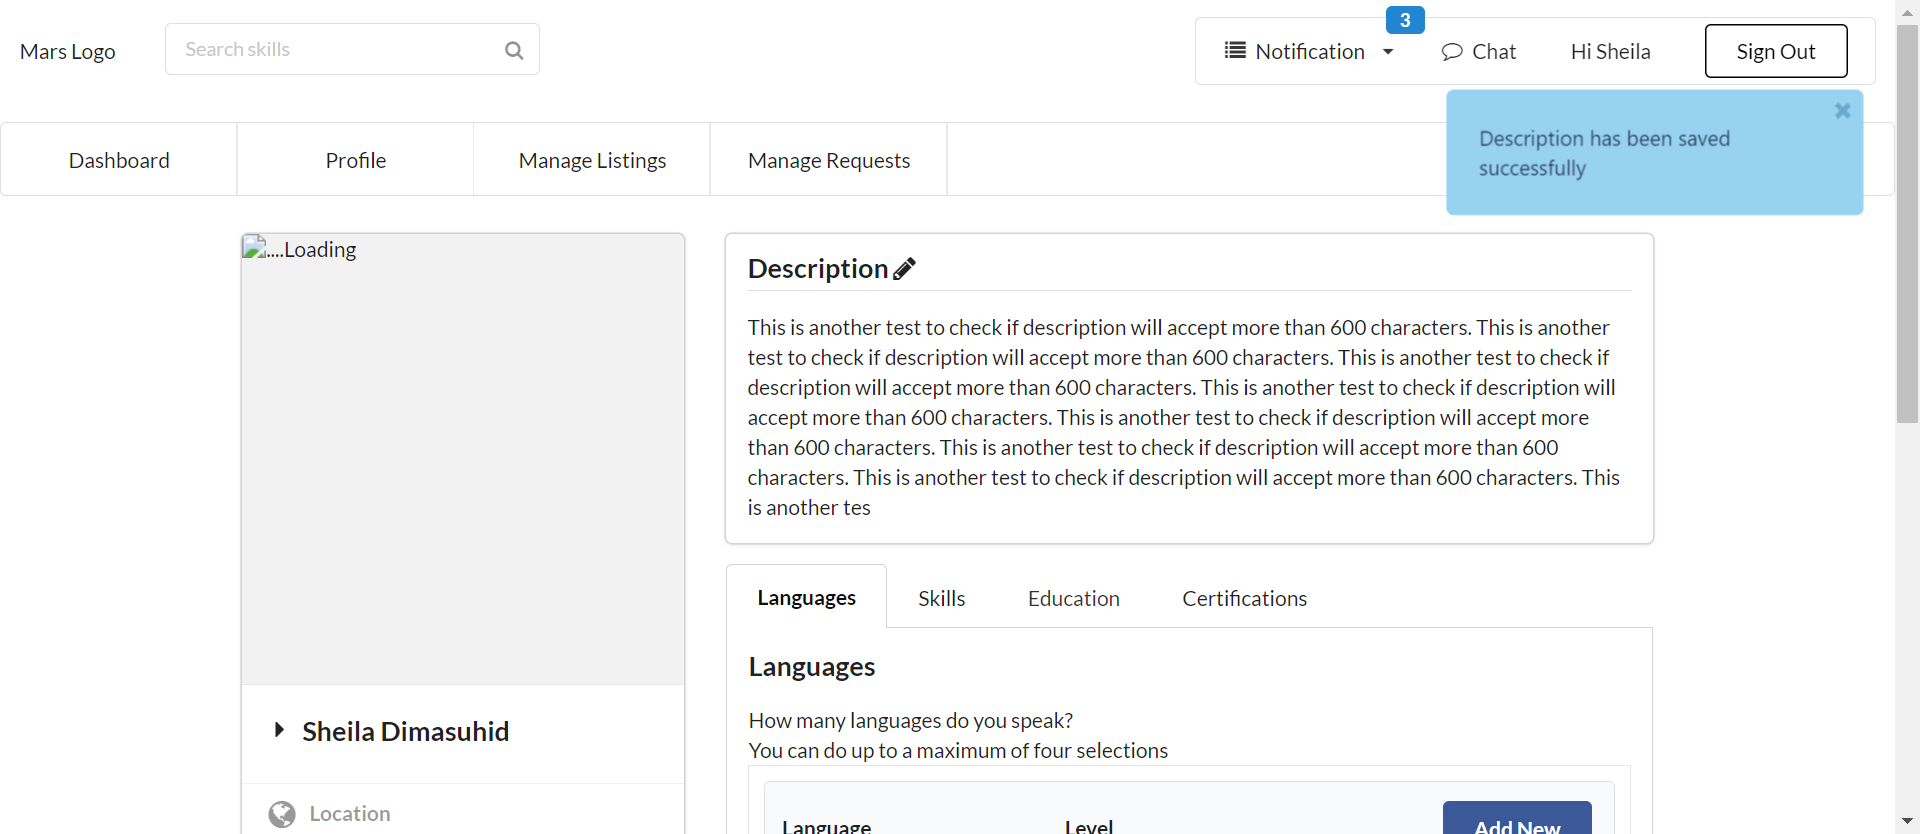 Mars Logo
Search skills
Notification
3
Chat
Hi Sheila
Sign Out
Description has been saved
successfully
Dashboard
Profile
Manage Listings
Manage Requests
....Loading
Description
This is another test to check if description will accept more than 600 characters. This is another
test to check if description will accept more than 600 characters. This is another test to check if
description will accept more than 600 characters. This is another test to check if description will
accept more than 600 characters. This is another test to check if description will accept more
than 600 characters. This is another test to check if description will accept more than 600
characters. This is another test to check if description will accept more than 600 characters. This
is another tes
Languages
Skills
Education
Certifications
Languages
How many languages do you speak?
You can do up to a maximum of four selections
Language
Level
Add New
Sheila Dimasuhid
Location